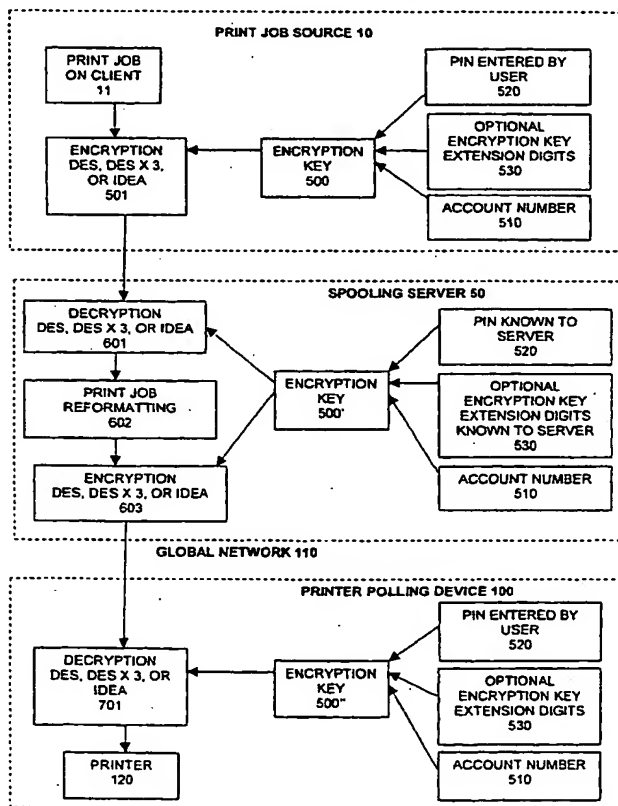 PRINT JOB SOURCE 10
PRINT JOB
ON CLIENT
11
PIN ENTERED BY
USER
520
ENCRYPTION
DES, DES X 3,
OR IDEA
501
ENCRYPTION
KEY
500
OPTIONAL
ENCRYPTION KEY
EXTENSION DIGITS
530
ACCOUNT NUMBER
510
SPOOLING SERVER 50
DECRYPTION
DES, DES X 3, OR IDEA
601
PIN KNOWN TO
SERVER
520
PRINT JOB
REFORMATTING
602
ENCRYPTION
KEY
500'
OPTIONAL
ENCRYPTION KEY
EXTENSION DIGITS
KNOWN TO SERVER
530
ENCRYPTION
DES, DES X 3, OR IDEA
603
ACCOUNT NUMBER
510
GLOBAL NETWORK 110
PRINTER POLLING DEVICE 100
PIN ENTERED BY
USER
520
DECRYPTION
DES, DES X 3, OR
IDEA
701
ENCRYPTION
KEY
500"
OPTIONAL
ENCRYPTION KEY
EXTENSION DIGITS
530
PRINTER
120
ACCOUNT NUMBER
510